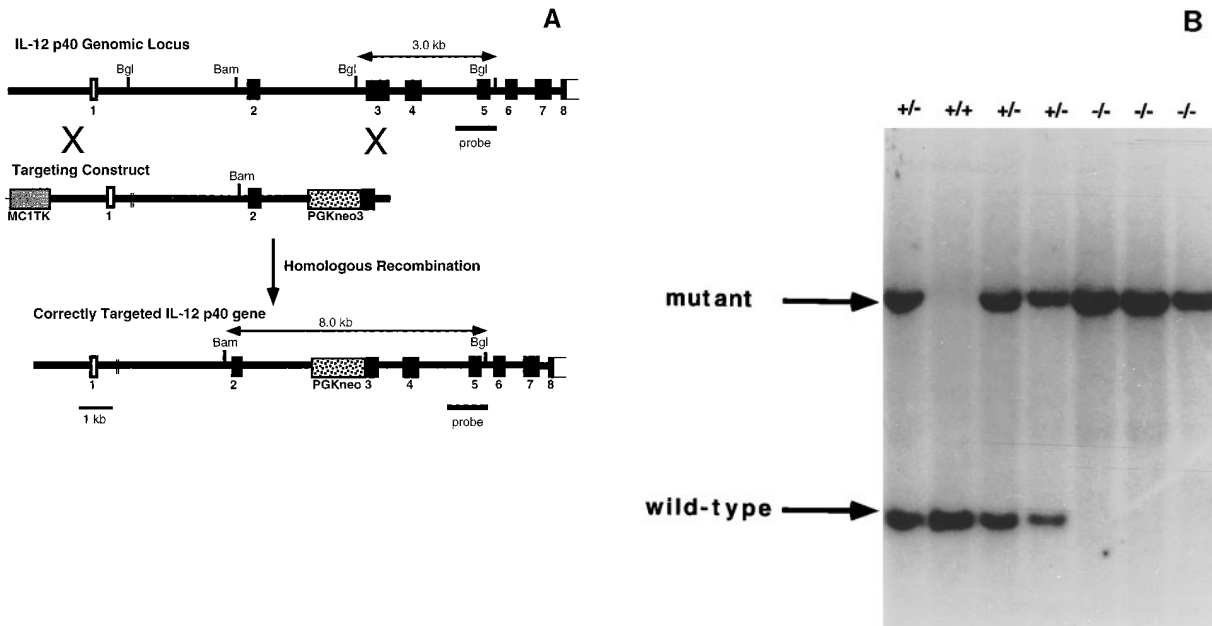 A
IL-12 p40 Genomic Locus
3.0 kb
Bgl Bam Bgl Bgl
1 2 3 4 5 6 7 8
probe
X X
Targeting Construct
Bam
MC1TK 1 2 PGKneo3
Homologous Recombination
Correctly Targeted IL-12 p40 gene
8.0 kb
Bam Bgl
1 2 PGKneo 3 4 5 6 7 8
1 kb probe
B
+/- +/+ +/- +/- -/- -/- -/-
mutant
wild-type